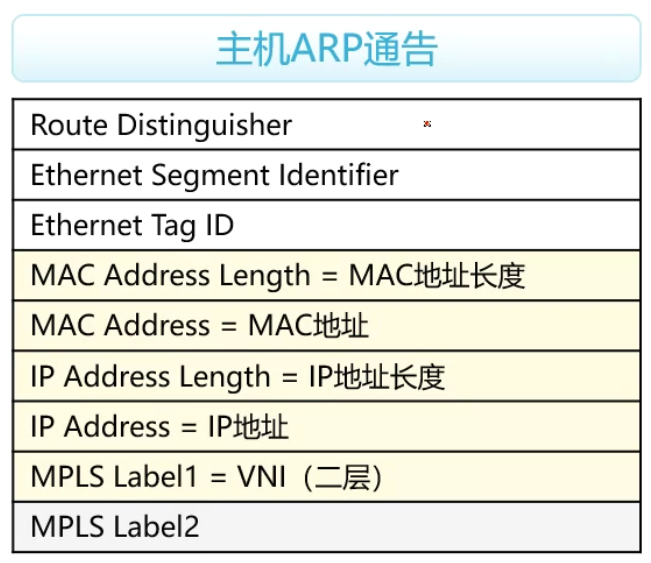 主机ARP通告
Route Distinguisher
Ethernet Segment Identifier
Ethernet Tag ID
MAC Address Length = MAC地址长度
MAC Address = MAC地址
IP Address Length = IP地址长度
IP Address = IP地址
MPLS Label1 = VNI（二层）
MPLS Label2